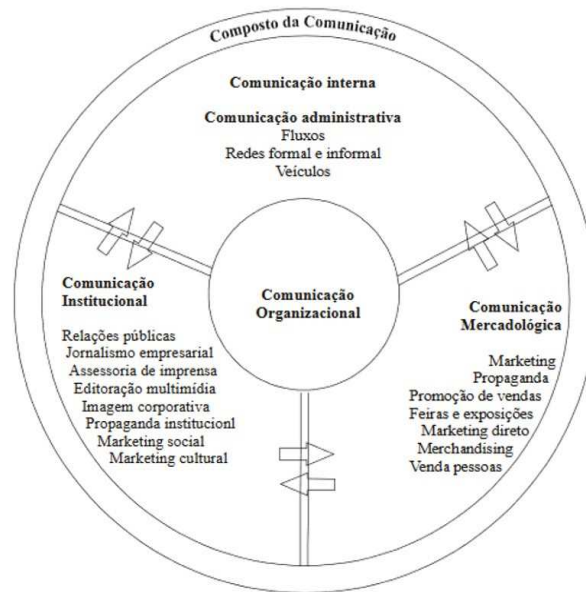 Composto da Comunicação
Comunicação interna
Comunicação administrativa
Fluxos
Redes formal e informal
Veículos
Comunicação
Institucional
Relações públicas
Jornalismo empresarial
Assessoria de imprensa
Editoração multimídia
Imagem corporativa
Propaganda institucionl
Marketing social
Marketing cultural
Comunicação
Organizacional
Comunicação
Mercadológica
Marketing
Propaganda
Promoção de vendas
Feiras e exposições
Marketing direto
Merchandising
Venda pessoas